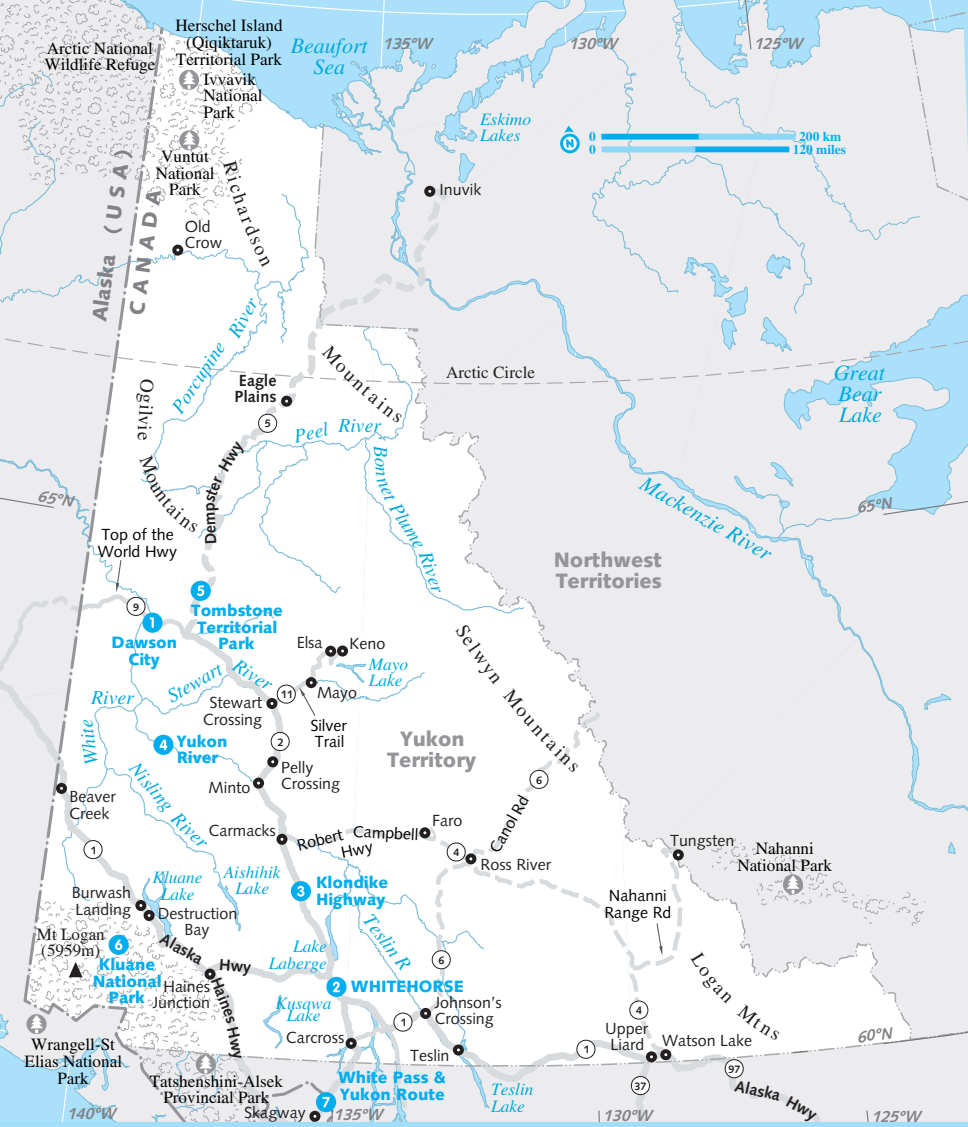 Herschel Island
(Qiqiktaruk)
Territorial Park
Arctic National
Wildlife Refuge
Beaufort
Sea
135°W
130°W
125°W
Ivvavik
National
Park
Eskimo
Lakes
0 200 km
0 120 miles
N
Vuntut
National
Park
Richardson
Inuvik
Old
Crow
Alaska (USA)
CANADA
Porcupine River
Mountains
Arctic Circle
Eagle
Plains
Great
Bear
Lake
Ogilvie
Mountains
5
Peel River
Bonnet Plume River
Dempster Hwy
65°N
Mackenzie River
65°N
Top of the
World Hwy
Northwest
Territories
5
Tombstone
Territorial
Park
9
1
Dawson
City
Selwyn Mountains
Elsa
Keno
Mayo
Lake
Stewart River
11
Mayo
River
White
Stewart
Crossing
Silver
Trail
4 Yukon
River
2
Yukon
Territory
Pelly
Crossing
Minto
Nisling River
6
Beaver
Creek
Canol Rd
Carmacks
Robert Campbell
Hwy
Faro
4
Ross River
Tungsten
1
Nahanni
National Park
Kluane
Lake
Aishihik
Lake
3 Klondike
Highway
Burwash
Landing
Destruction
Bay
Nahanni
Range Rd
Teslin R
Mt Logan
(5959m)
6
Kluane
National
Park
Alaska Hwy
Lake
Laberge
6
Logan Mtns
Haines
Junction
Haines Hwy
2 WHITEHORSE
Kusawa
Lake
Johnson's
Crossing
1
4
60°N
Carcross
Teslin
1
Upper
Liard
Watson Lake
Wrangell-St
Elias National
Park
Tatshenshini-Alsek
Provincial Park
White Pass &
Yukon Route
7
Skagway
37
97
Alaska Hwy
Teslin
Lake
140°W
135°W
130°W
125°W